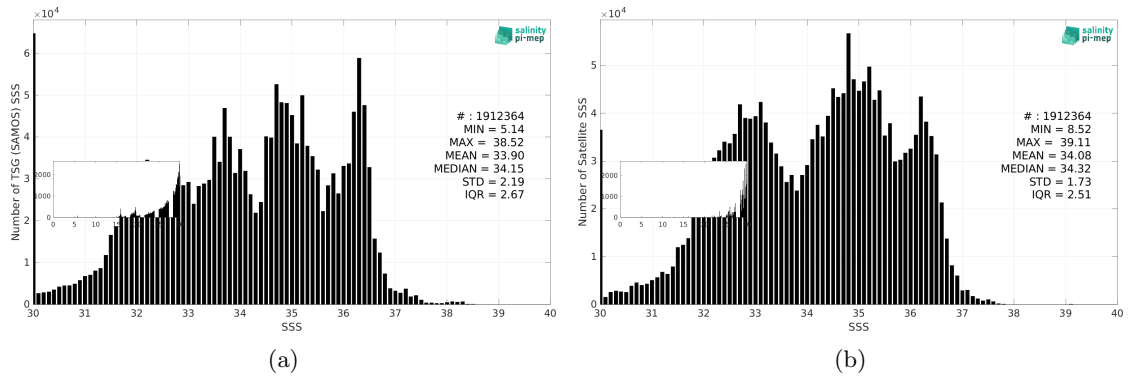 ×10⁴
6
5
4
3
2
1
0
Number of TSG (SAMOS) SSS
salinity
pi-mep
# : 1912364
MIN = 5.14
MAX = 38.52
MEAN = 33.90
MEDIAN = 34.15
STD = 2.19
IQR = 2.67
2000
1000
0
0 5 10 15
30 31 32 33 34 35 36 37 38 39 40
SSS
(a)
×10⁴
5
4
3
2
1
0
Number of Satellite SSS
salinity
pi-mep
# : 1912364
MIN = 8.52
MAX = 39.11
MEAN = 34.08
MEDIAN = 34.32
STD = 1.73
IQR = 2.51
2000
1000
0
0 5 10 15
30 31 32 33 34 35 36 37 38 39 40
SSS
(b)